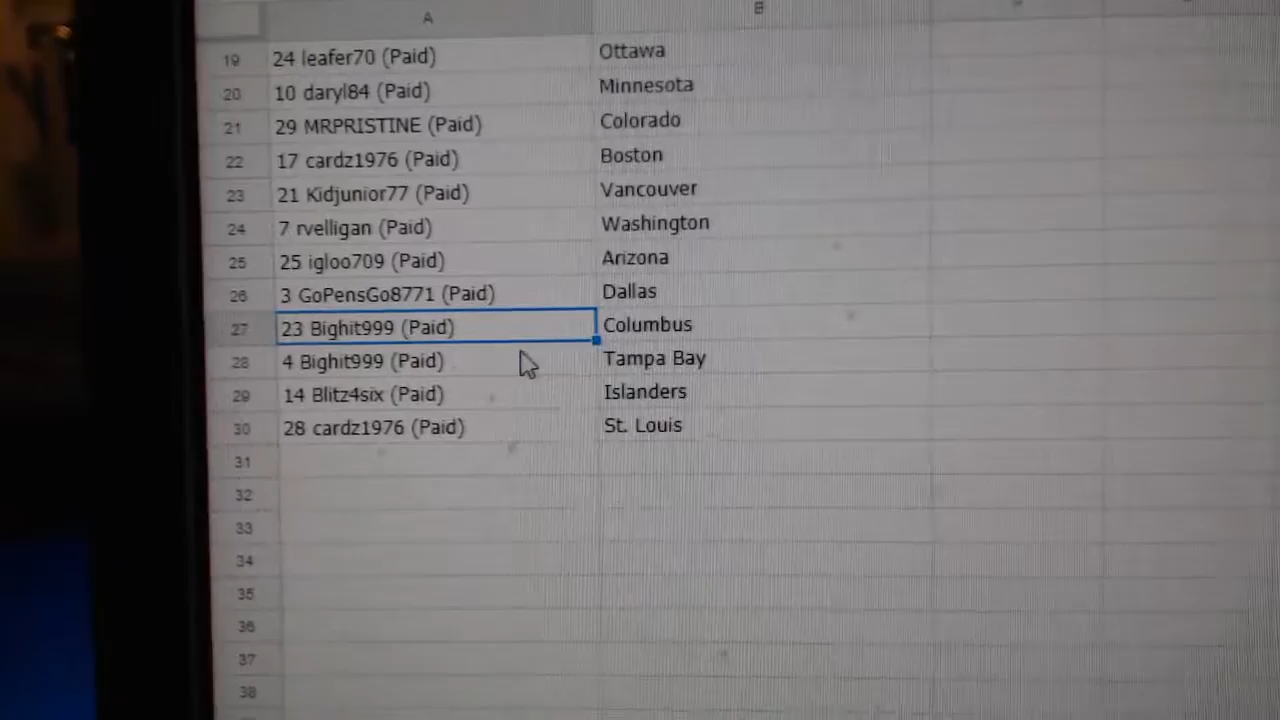 A B
19 24 leafer70 (Paid) Ottawa
20 10 daryl84 (Paid) Minnesota
21 29 MRPRISTINE (Paid) Colorado
22 17 cardz1976 (Paid) Boston
23 21 Kidjunior77 (Paid) Vancouver
24 7 rvelligan (Paid) Washington
25 25 igloo709 (Paid) Arizona
26 3 GoPensGo8771 (Paid) Dallas
27 23 Bighit999 (Paid) Columbus
28 4 Bighit999 (Paid) Tampa Bay
29 14 Blitz4six (Paid) Islanders
30 28 cardz1976 (Paid) St. Louis
31
32
33
34
35
36
37
38